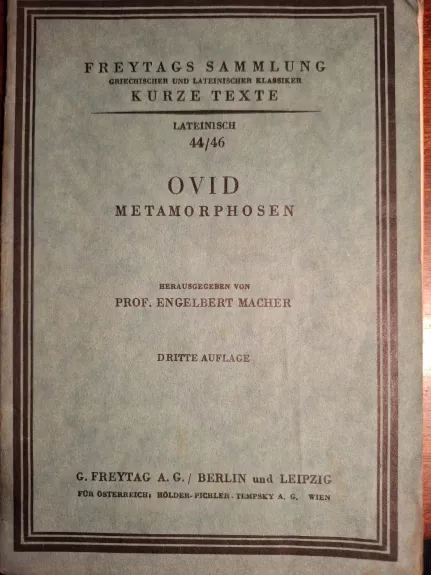 FREYTAGS SAMMLUNG
GRIECHISCHER UND LATEINISCHER KLASSIKER
KURZE TEXTE
LATEINISCH
44/46
OVID
METAMORPHOSEN
HERAUSGEGEBEN VON
PROF. ENGELBERT MACHER
DRITTE AUFLAGE
G. FREYTAG A. G./ BERLIN und LEIPZIG
FÜR ÖSTERREICH: HÖLDER-PICHLER-TEMPSKY A. G. WIEN